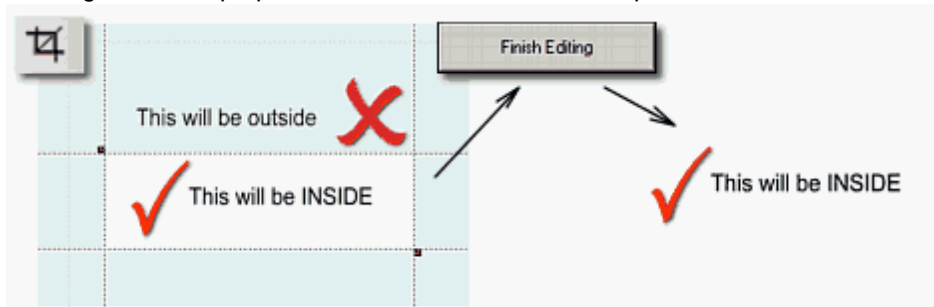 Finish Editing
This will be outside
This will be INSIDE
This will be INSIDE